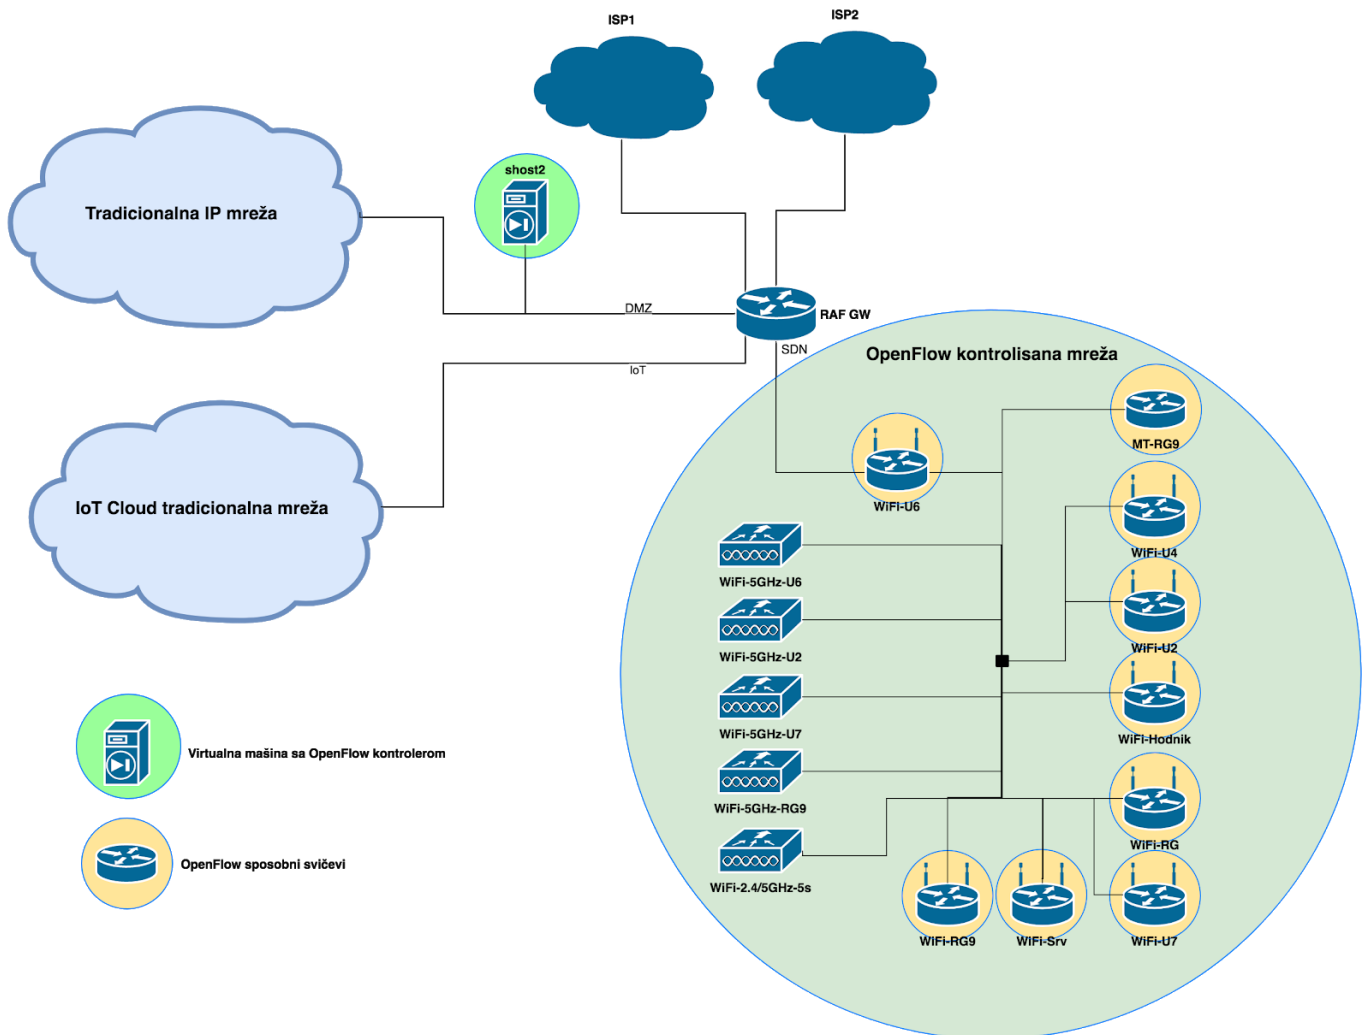 ISP1
ISP2
shost2
Tradicionalna IP mreža
DMZ
RAF GW
SDN
OpenFlow kontrolisana mreža
IoT
MT-RG9
WiFI-U6
IoT Cloud tradicionalna mreža
WiFi-U4
WiFi-5GHz-U6
WiFi-U2
WiFi-5GHz-U2
WiFi-5GHz-U7
WiFi-Hodnik
Virtualna mašina sa OpenFlow kontrolerom
WiFi-5GHz-RG9
WiFi-RG
OpenFlow sposobni svičevi
WiFi-2.4/5GHz-5s
WiFi-RG9
WiFi-Srv
WiFi-U7